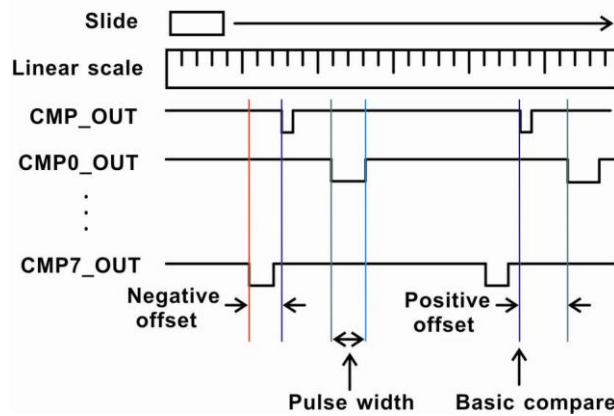 Slide
Linear scale
CMP_OUT
CMP0_OUT
CMP7_OUT
Negative
offset
Positive
offset
Pulse width
Basic compare